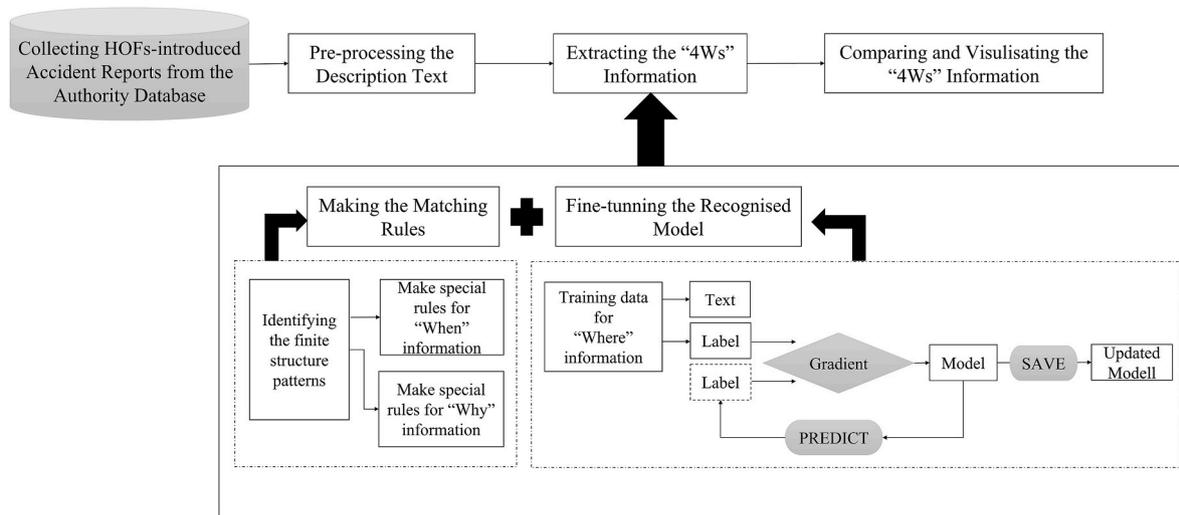 Collecting HOFs-introduced
Accident Reports from the
Authority Database
Pre-processing the
Description Text
Extracting the “4Ws”
Information
Comparing and Visulisating the
“4Ws” Information
Making the Matching
Rules
Fine-tunning the Recognised
Model
Identifying
the finite
structure
patterns
Make special
rules for
“When”
information
Make special
rules for “Why”
information
Training data
for
“Where”
information
Text
Label
Label
Gradient
Model
SAVE
Updated
Modell
PREDICT